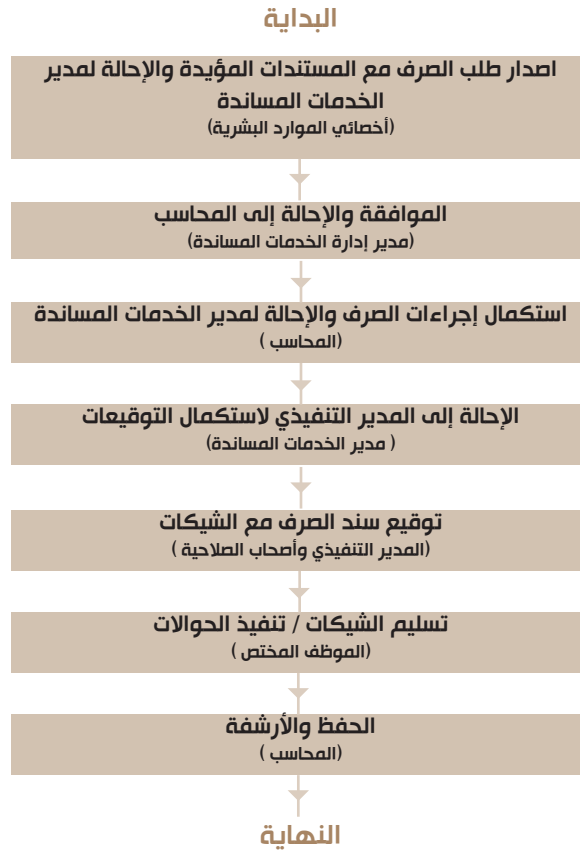 البداية
اصدار طلب الصرف مع المستندات المؤيدة والإحالة لمدير
الخدمات المساندة
(أخصائي الموارد البشرية)
الموافقة والإحالة إلى المحاسب
(مدير إدارة الخدمات المساندة)
استكمال إجراءات الصرف والإحالة لمدير الخدمات المساندة
(المحاسب )
الإحالة إلى المدير التنفيذي لاستكمال التوقيعات
( مدير الخدمات المساندة)
توقيع سند الصرف مع الشيكات
(المدير التنفيذي وأصحاب الصلاحية )
تسليم الشيكات / تنفيذ الحوالات
(الموظف المختص )
الحفظ والأرشفة
(المحاسب )
النهاية